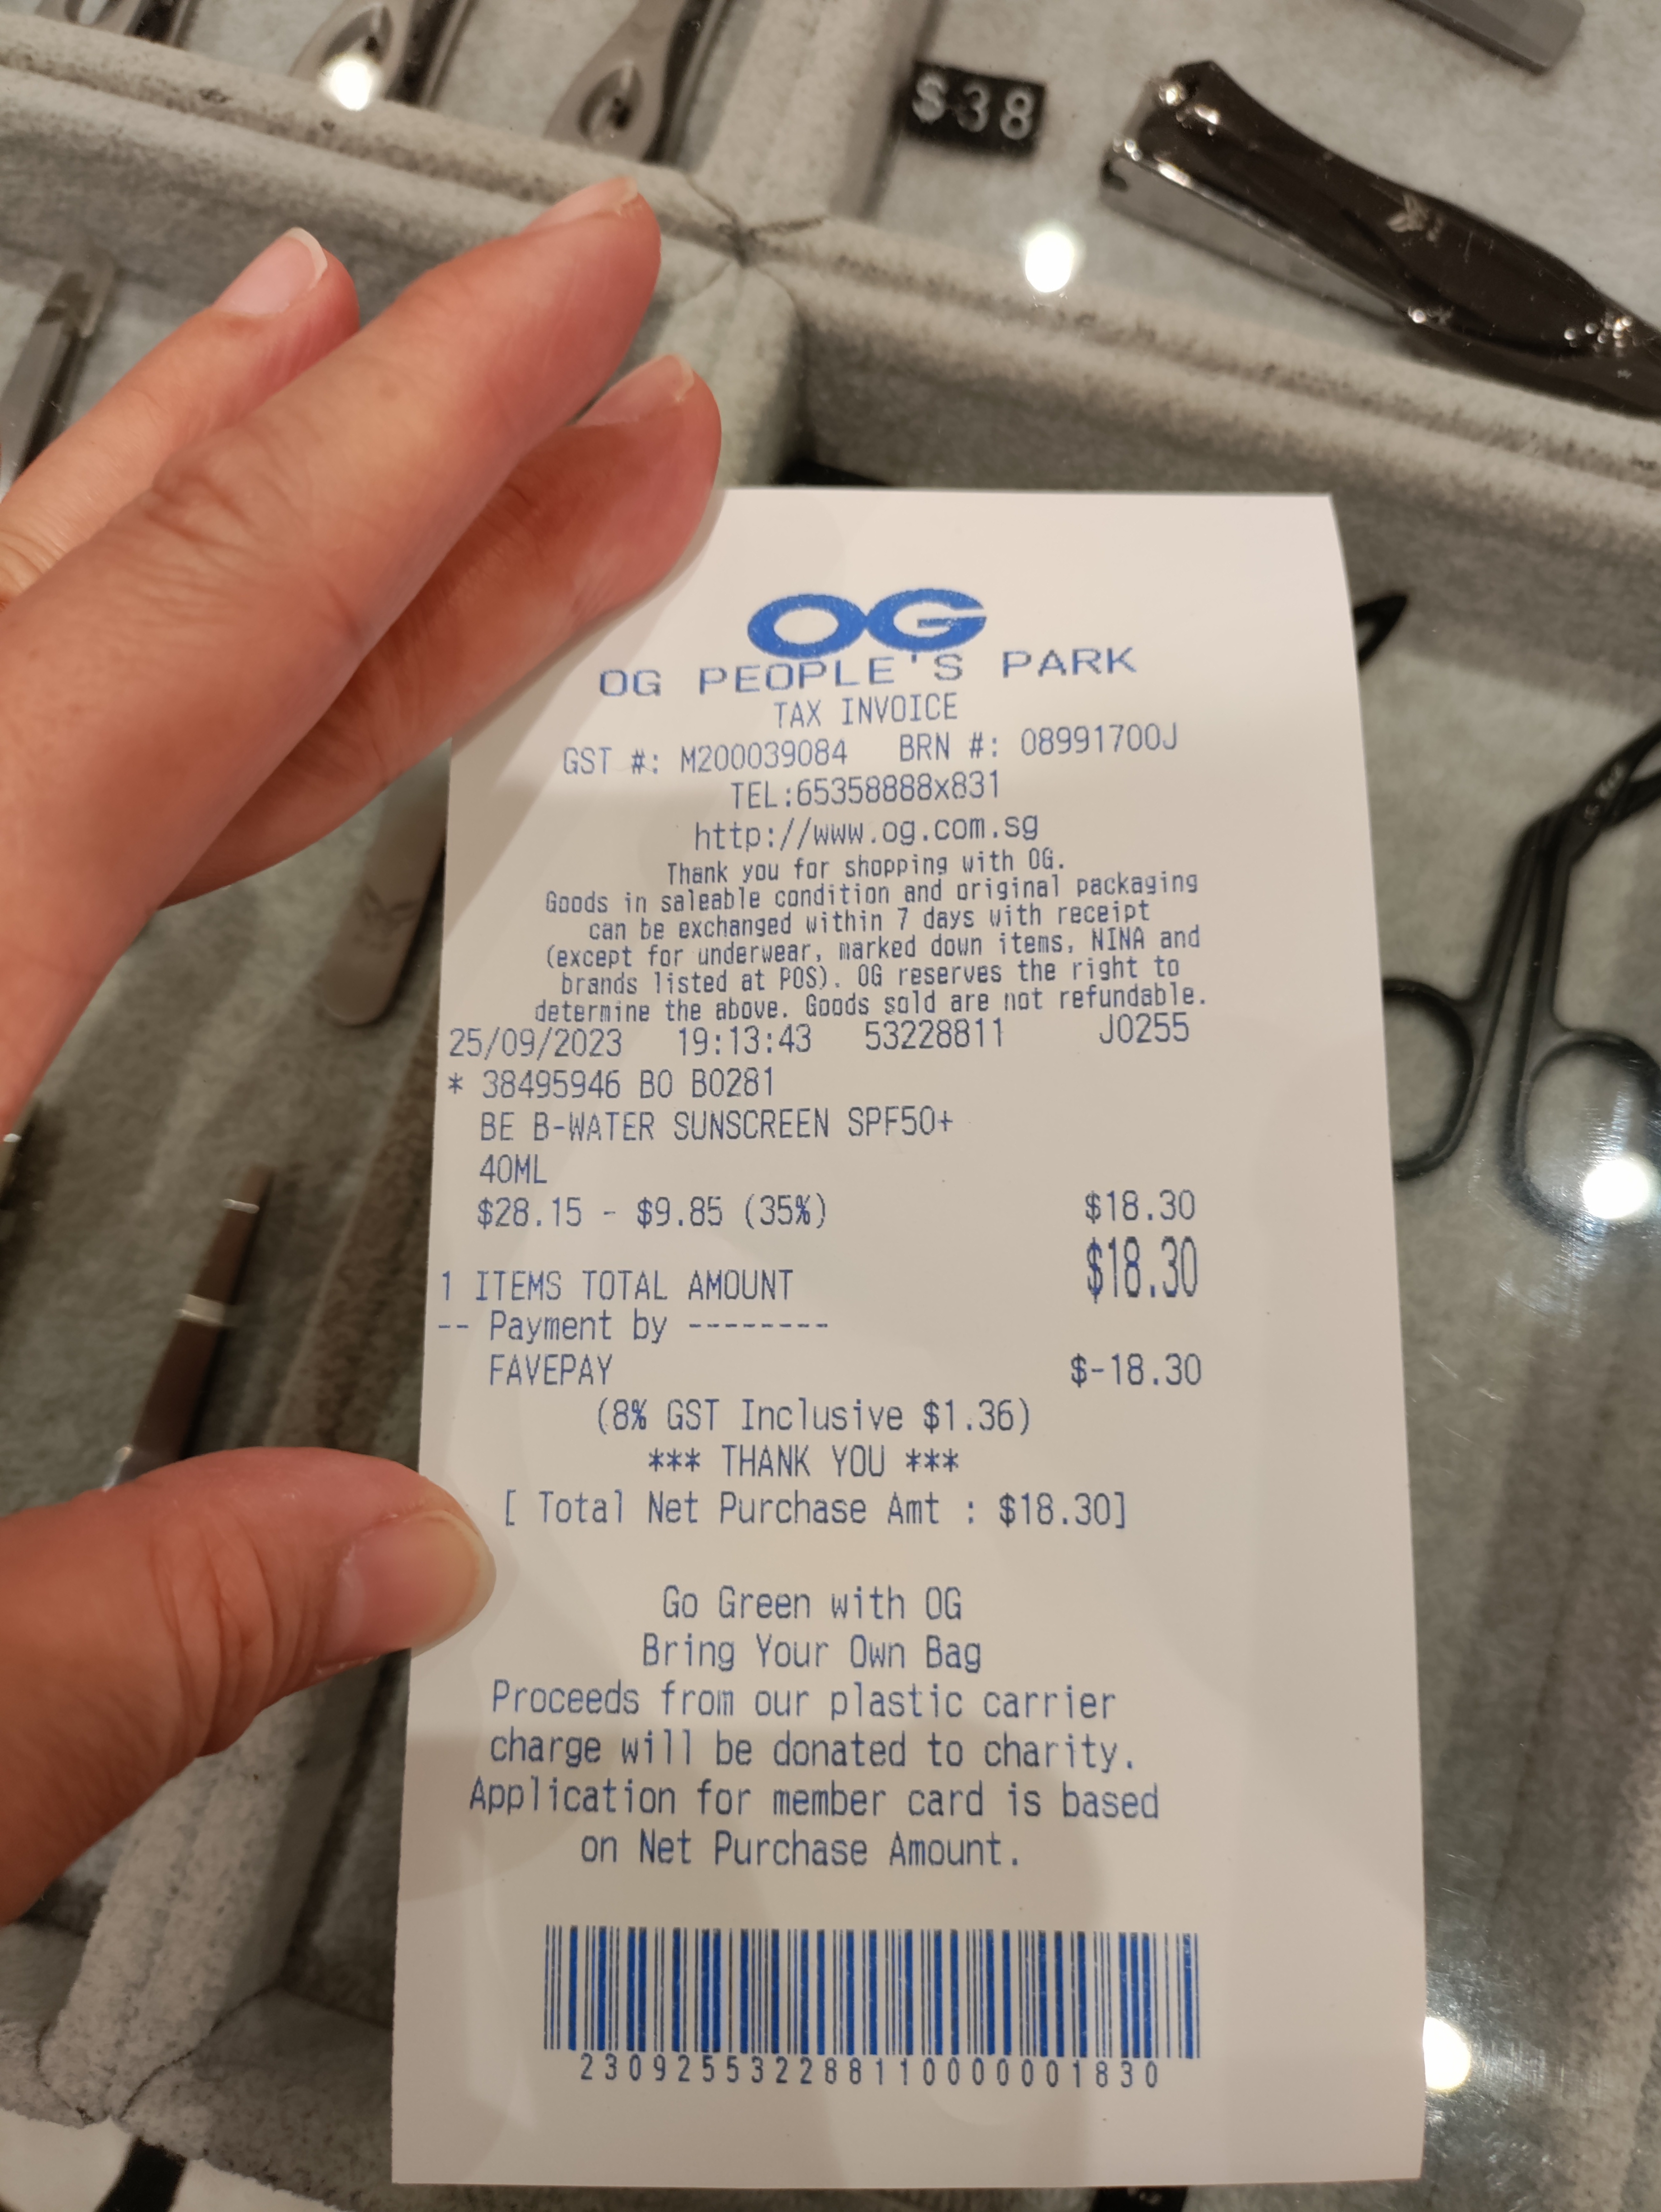 $38
OG
OG PEOPLE'S PARK
TAX INVOICE
GST #: M200039084 BRN #: 08991700J
TEL:65358888x831
http://www.og.com.sg
Thank you for shopping with OG.
Goods in saleable condition and original packaging
can be exchanged within 7 days with receipt
(except for underwear, marked down items, NINA and
brands listed at POS). OG reserves the right to
determine the above. Goods sold are not refundable.
25/09/2023 19:13:43 53228811 J0255
* 38495946 BO B0281
BE B-WATER SUNSCREEN SPF50+
40ML
$28.15 - $9.85 (35%) $18.30
1 ITEMS TOTAL AMOUNT $18.30
-- Payment by --------
FAVEPAY $-18.30
(8% GST Inclusive $1.36)
*** THANK YOU ***
[ Total Net Purchase Amt : $18.30]
Go Green with OG
Bring Your Own Bag
Proceeds from our plastic carrier
charge will be donated to charity.
Application for member card is based
on Net Purchase Amount.
23092553228811000000001830